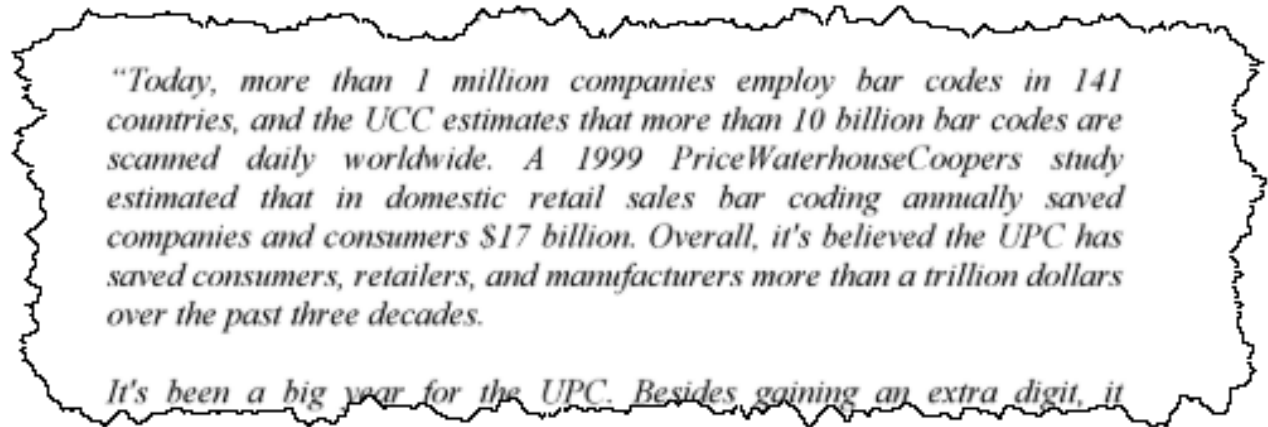 “Today, more than 1 million companies employ bar codes in 141
countries, and the UCC estimates that more than 10 billion bar codes are
scanned daily worldwide. A 1999 PriceWaterhouseCoopers study
estimated that in domestic retail sales bar coding annually saved
companies and consumers $17 billion. Overall, it's believed the UPC has
saved consumers, retailers, and manufacturers more than a trillion dollars
over the past three decades.
It's been a big year for the UPC. Besides gaining an extra digit, it